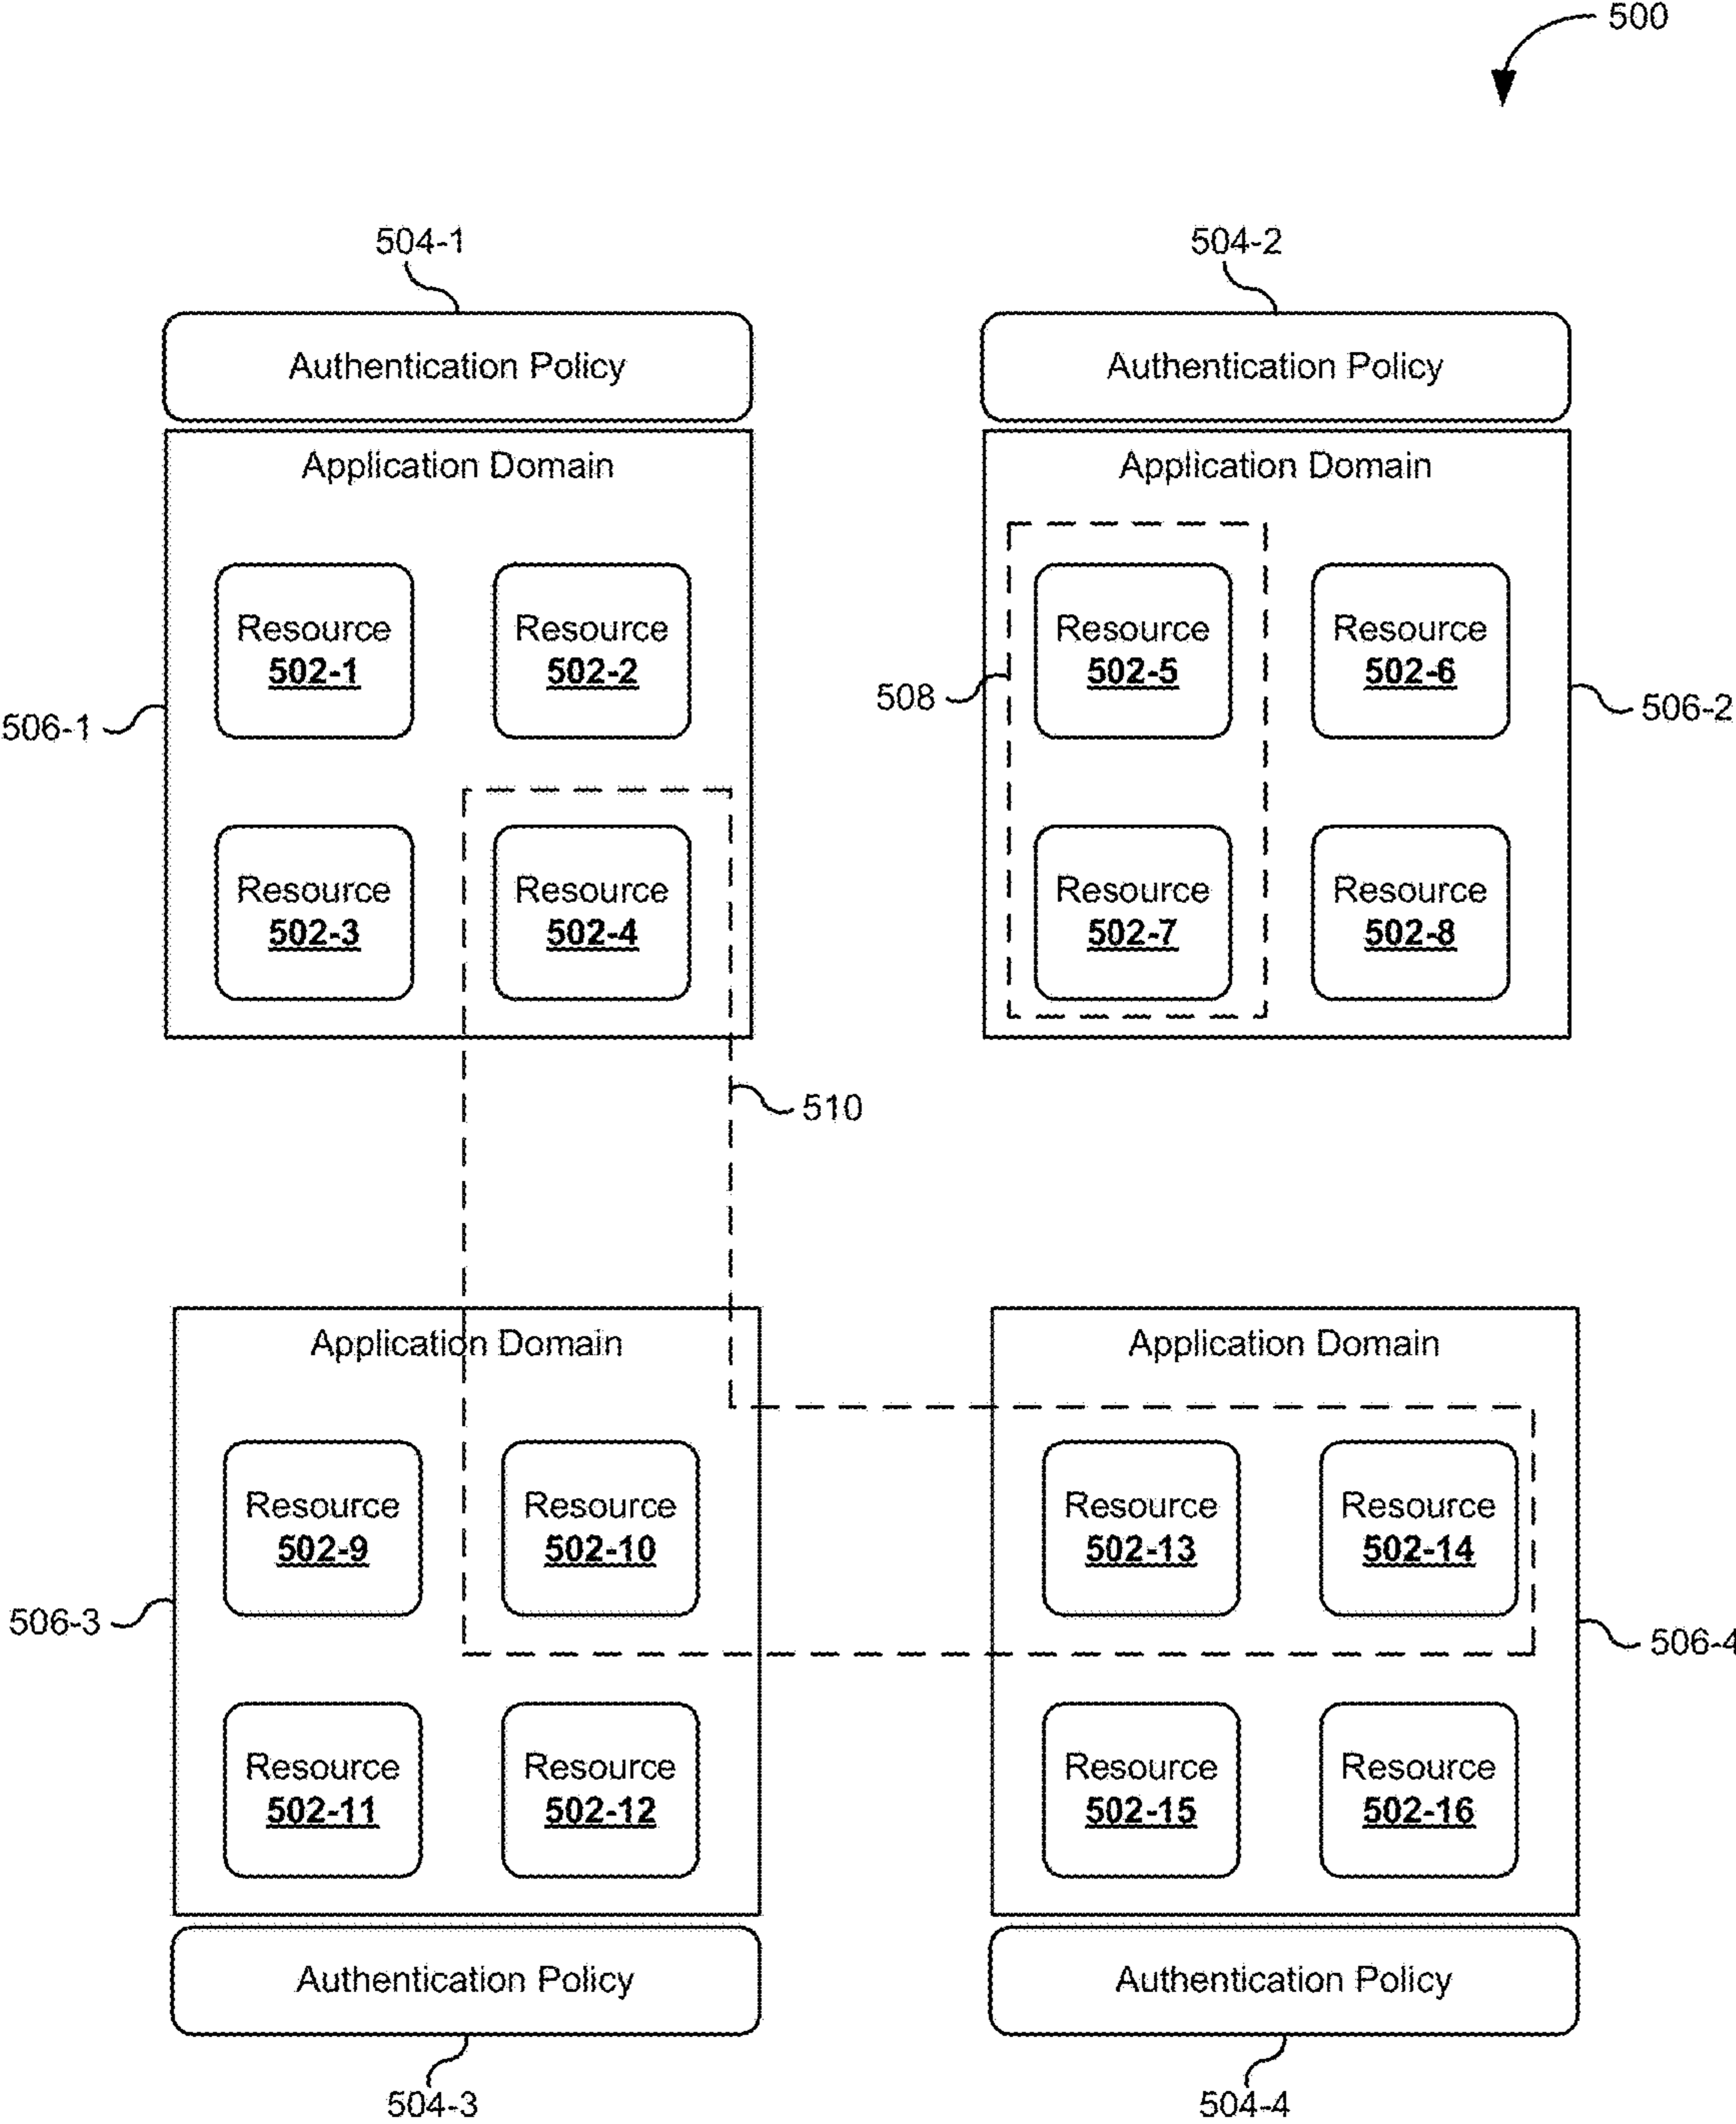 500
504-1
504-2
Authentication Policy
Authentication Policy
Application Domain
Application Domain
Resource
502-1
Resource
502-2
Resource
502-5
Resource
502-6
506-1
508
506-2
Resource
502-3
Resource
502-4
Resource
502-7
Resource
502-8
510
Application Domain
Application Domain
Resource
502-9
Resource
502-10
Resource
502-13
Resource
502-14
506-3
506-4
Resource
502-11
Resource
502-12
Resource
502-15
Resource
502-16
Authentication Policy
Authentication Policy
504-3
504-4